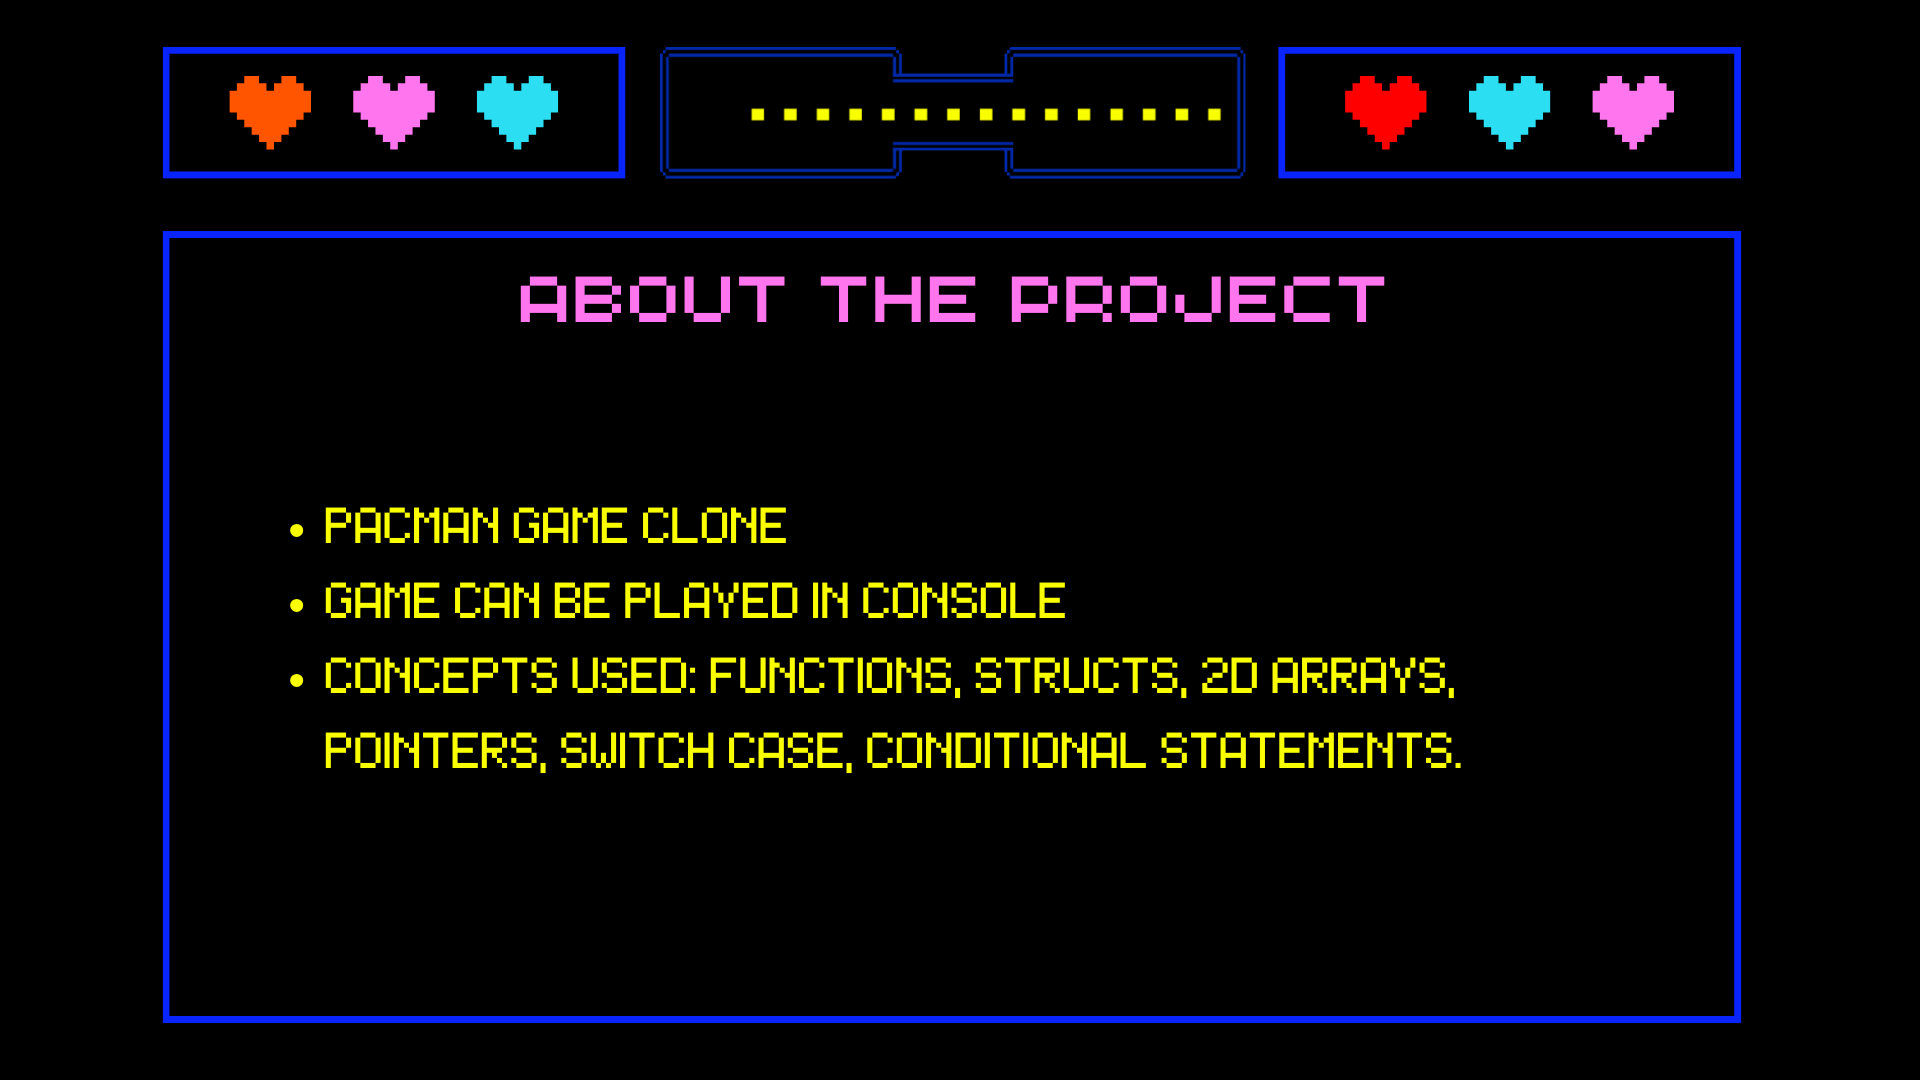 ABOUT THE PROJECT
• PACMAN GAME CLONE
• GAME CAN BE PLAYED IN CONSOLE
• CONCEPTS USED: FUNCTIONS, STRUCTS, 2D ARRAYS,
POINTERS, SWITCH CASE, CONDITIONAL STATEMENTS.